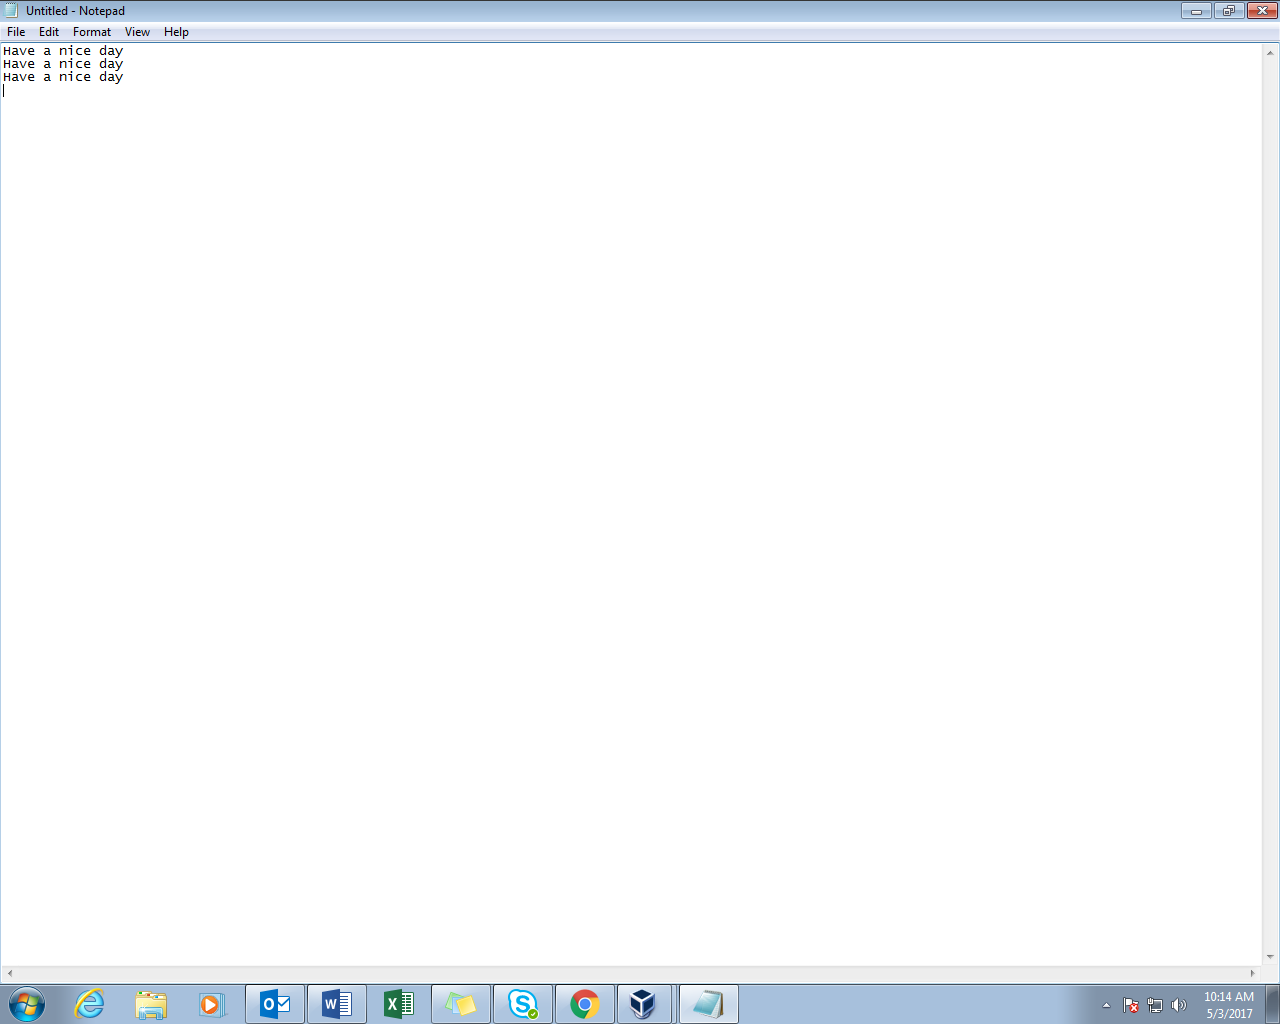 Untitled - Notepad
File Edit Format View Help
Have a nice day
Have a nice day
Have a nice day
10:14 AM
5/3/2017